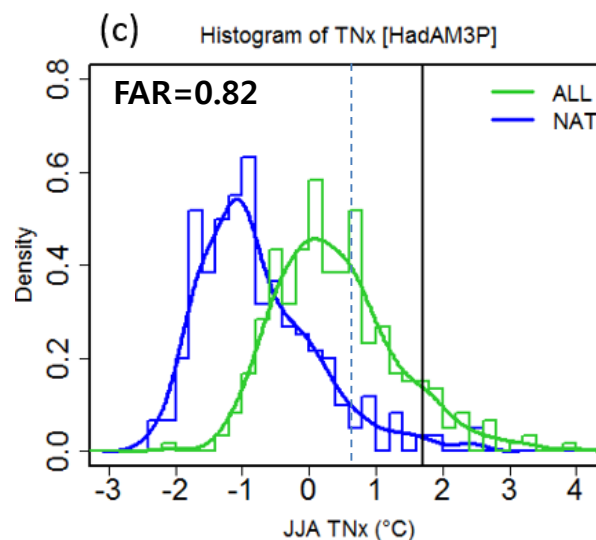 (c)
Histogram of TNx [HadAM3P]
FAR=0.82
ALL
NAT
Density
0.8
0.6
0.4
0.2
0.0
-3 -2 -1 0 1 2 3 4
JJA TNx (°C)